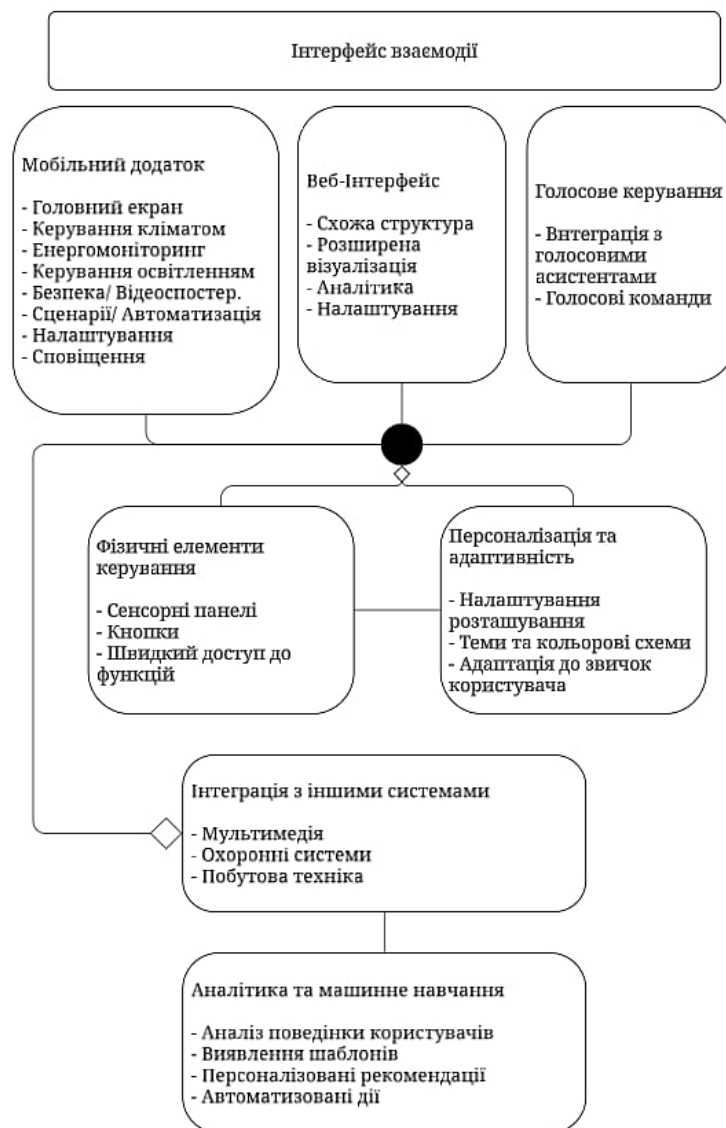 Інтерфейс взаємодії
Мобільний додаток
- Головний екран
- Керування кліматом
- Енергомоніторинг
- Керування освітленням
- Безпека/ Відеоспостер.
- Сценарії/ Автоматизація
- Налаштування
- Сповіщення
Веб-Інтерфейс
- Схожа структура
- Розширена
візуалізація
- Аналітика
- Налаштування
Голосове керування
- Внтеграція з
голосовими
асистентами
- Голосові команди
Фізичні елементи
керування
- Сенсорні панелі
- Кнопки
- Швидкий доступ до
функцій
Персоналізація та
адаптивність
- Налаштування
розташування
- Теми та кольорові схеми
- Адаптація до звичок
користувача
Інтеграція з іншими системами
- Мультимедія
- Охоронні системи
- Побутова техніка
Аналітика та машинне навчання
- Аналіз поведінки користувачів
- Виявлення шаблонів
- Персоналізовані рекомендації
- Автоматизовані дії